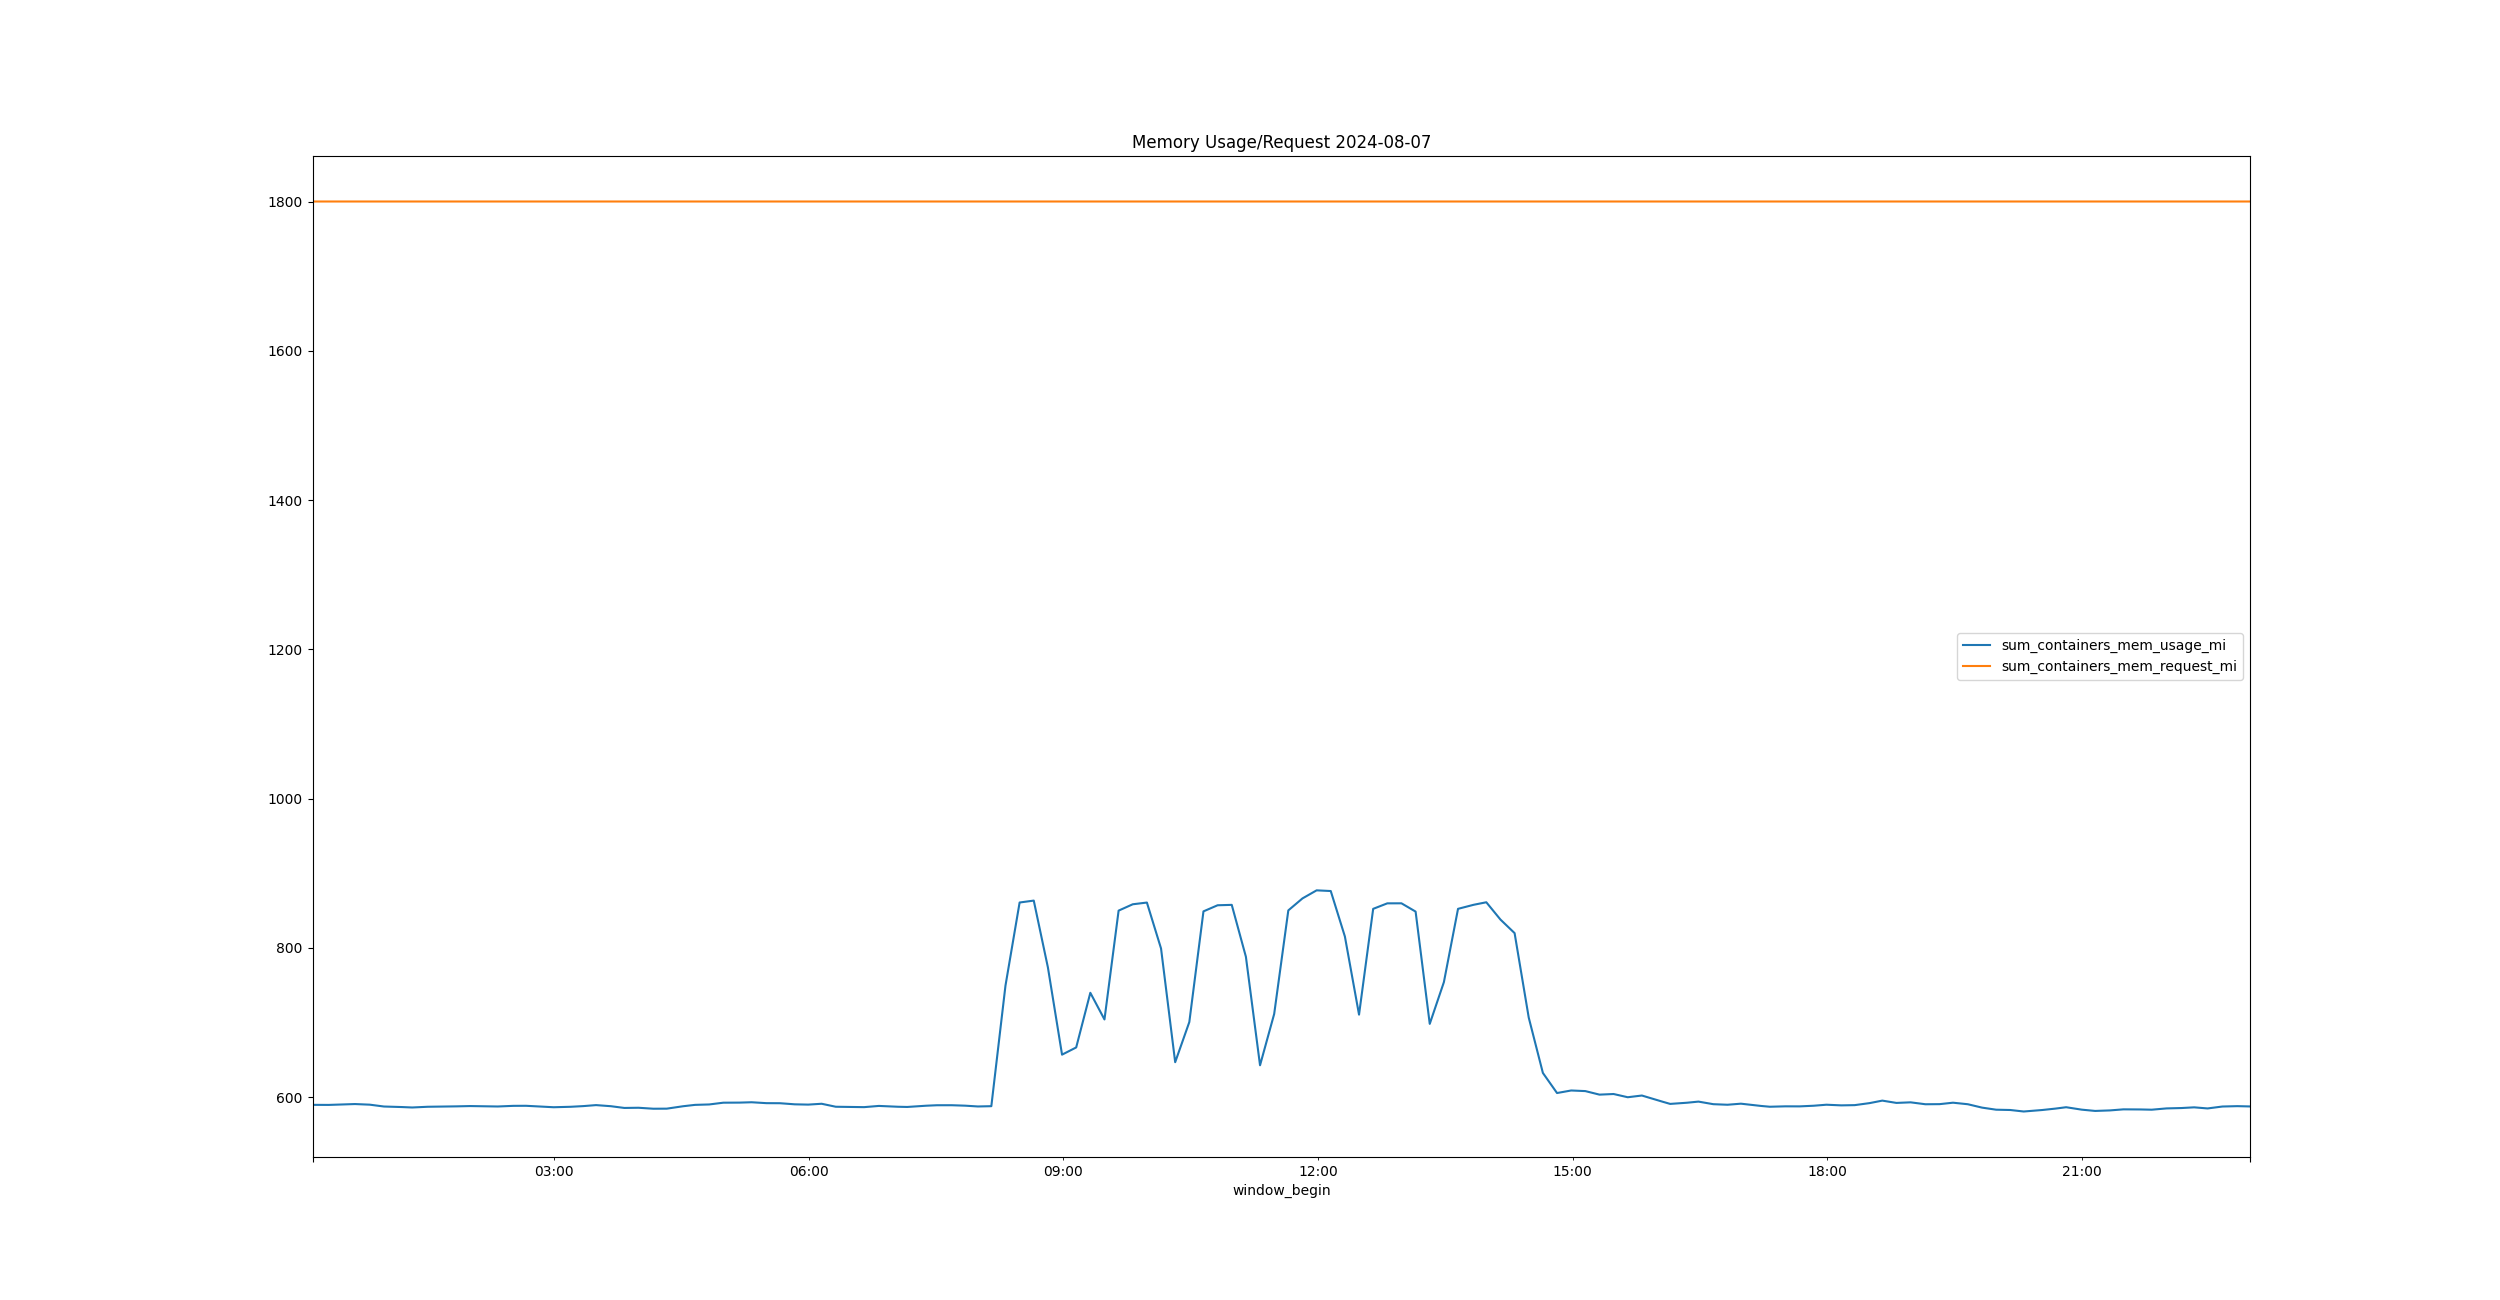 Memory Usage/Request 2024-08-07
1800
1600
1400
1200
1000
800
600
sum_containers_mem_usage_mi
sum_containers_mem_request_mi
03:00 06:00 09:00 12:00 15:00 18:00 21:00
window_begin